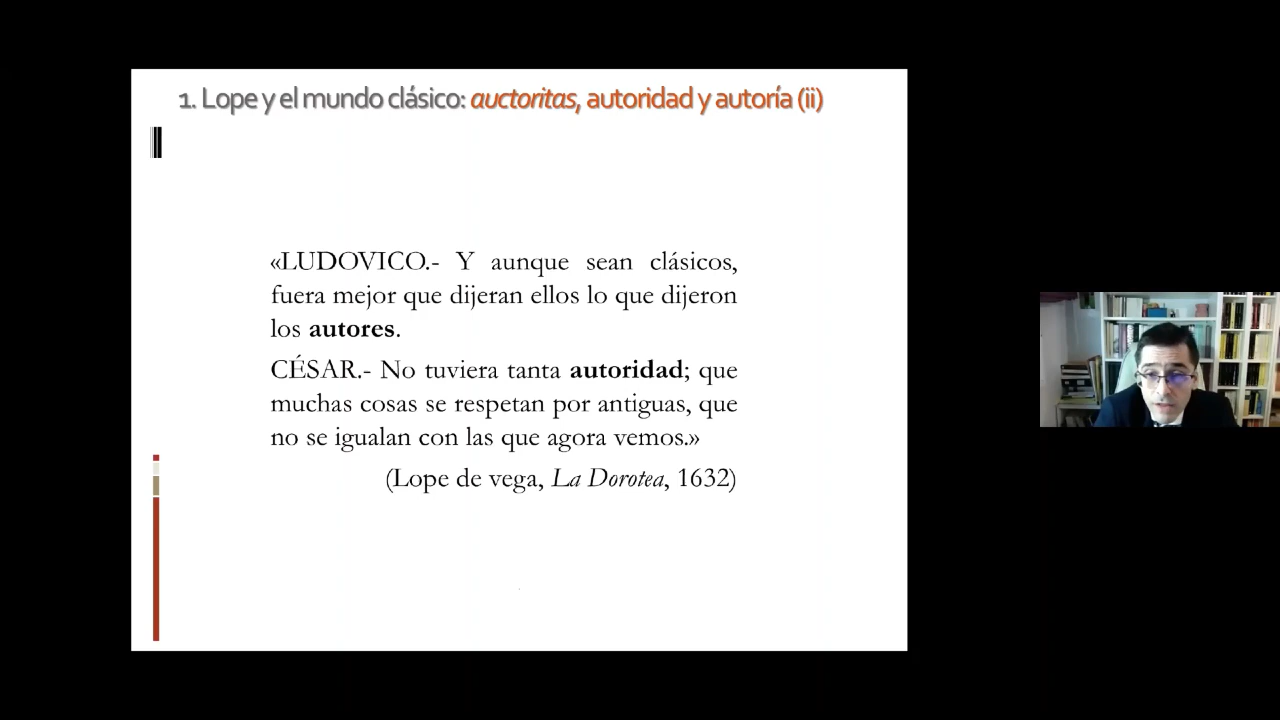 1. Lope y el mundo clásico: auctoritas, autoridad y autoría (ii)
«LUDOVICO.- Y aunque sean clásicos,
fuera mejor que dijeran ellos lo que dijeron
los autores.
CÉSAR.- No tuviera tanta autoridad; que
muchas cosas se respetan por antiguas, que
no se igualan con las que agora vemos.»
(Lope de vega, La Dorotea, 1632)